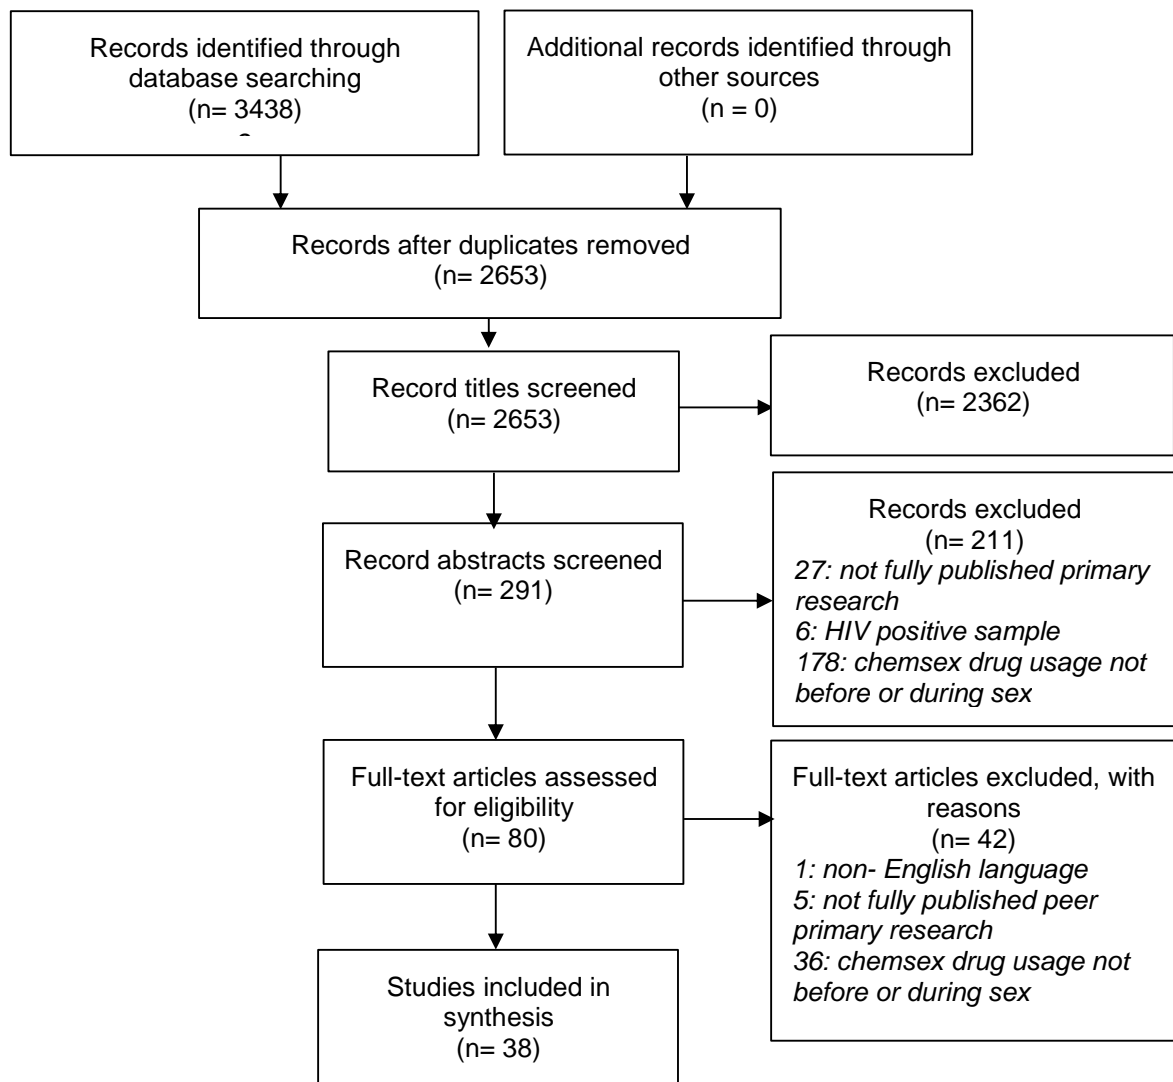 Records identified through
database searching
(n= 3438)
Additional records identified through
other sources
(n = 0)
Records after duplicates removed
(n= 2653)
Record titles screened
(n= 2653)
Records excluded
(n= 2362)
Record abstracts screened
(n= 291)
Records excluded
(n= 211)
27: not fully published primary
research
6: HIV positive sample
178: chemsex drug usage not
before or during sex
Full-text articles assessed
for eligibility
(n= 80)
Full-text articles excluded, with
reasons
(n= 42)
1: non- English language
5: not fully published peer
primary research
36: chemsex drug usage not
before or during sex
Studies included in
synthesis
(n= 38)